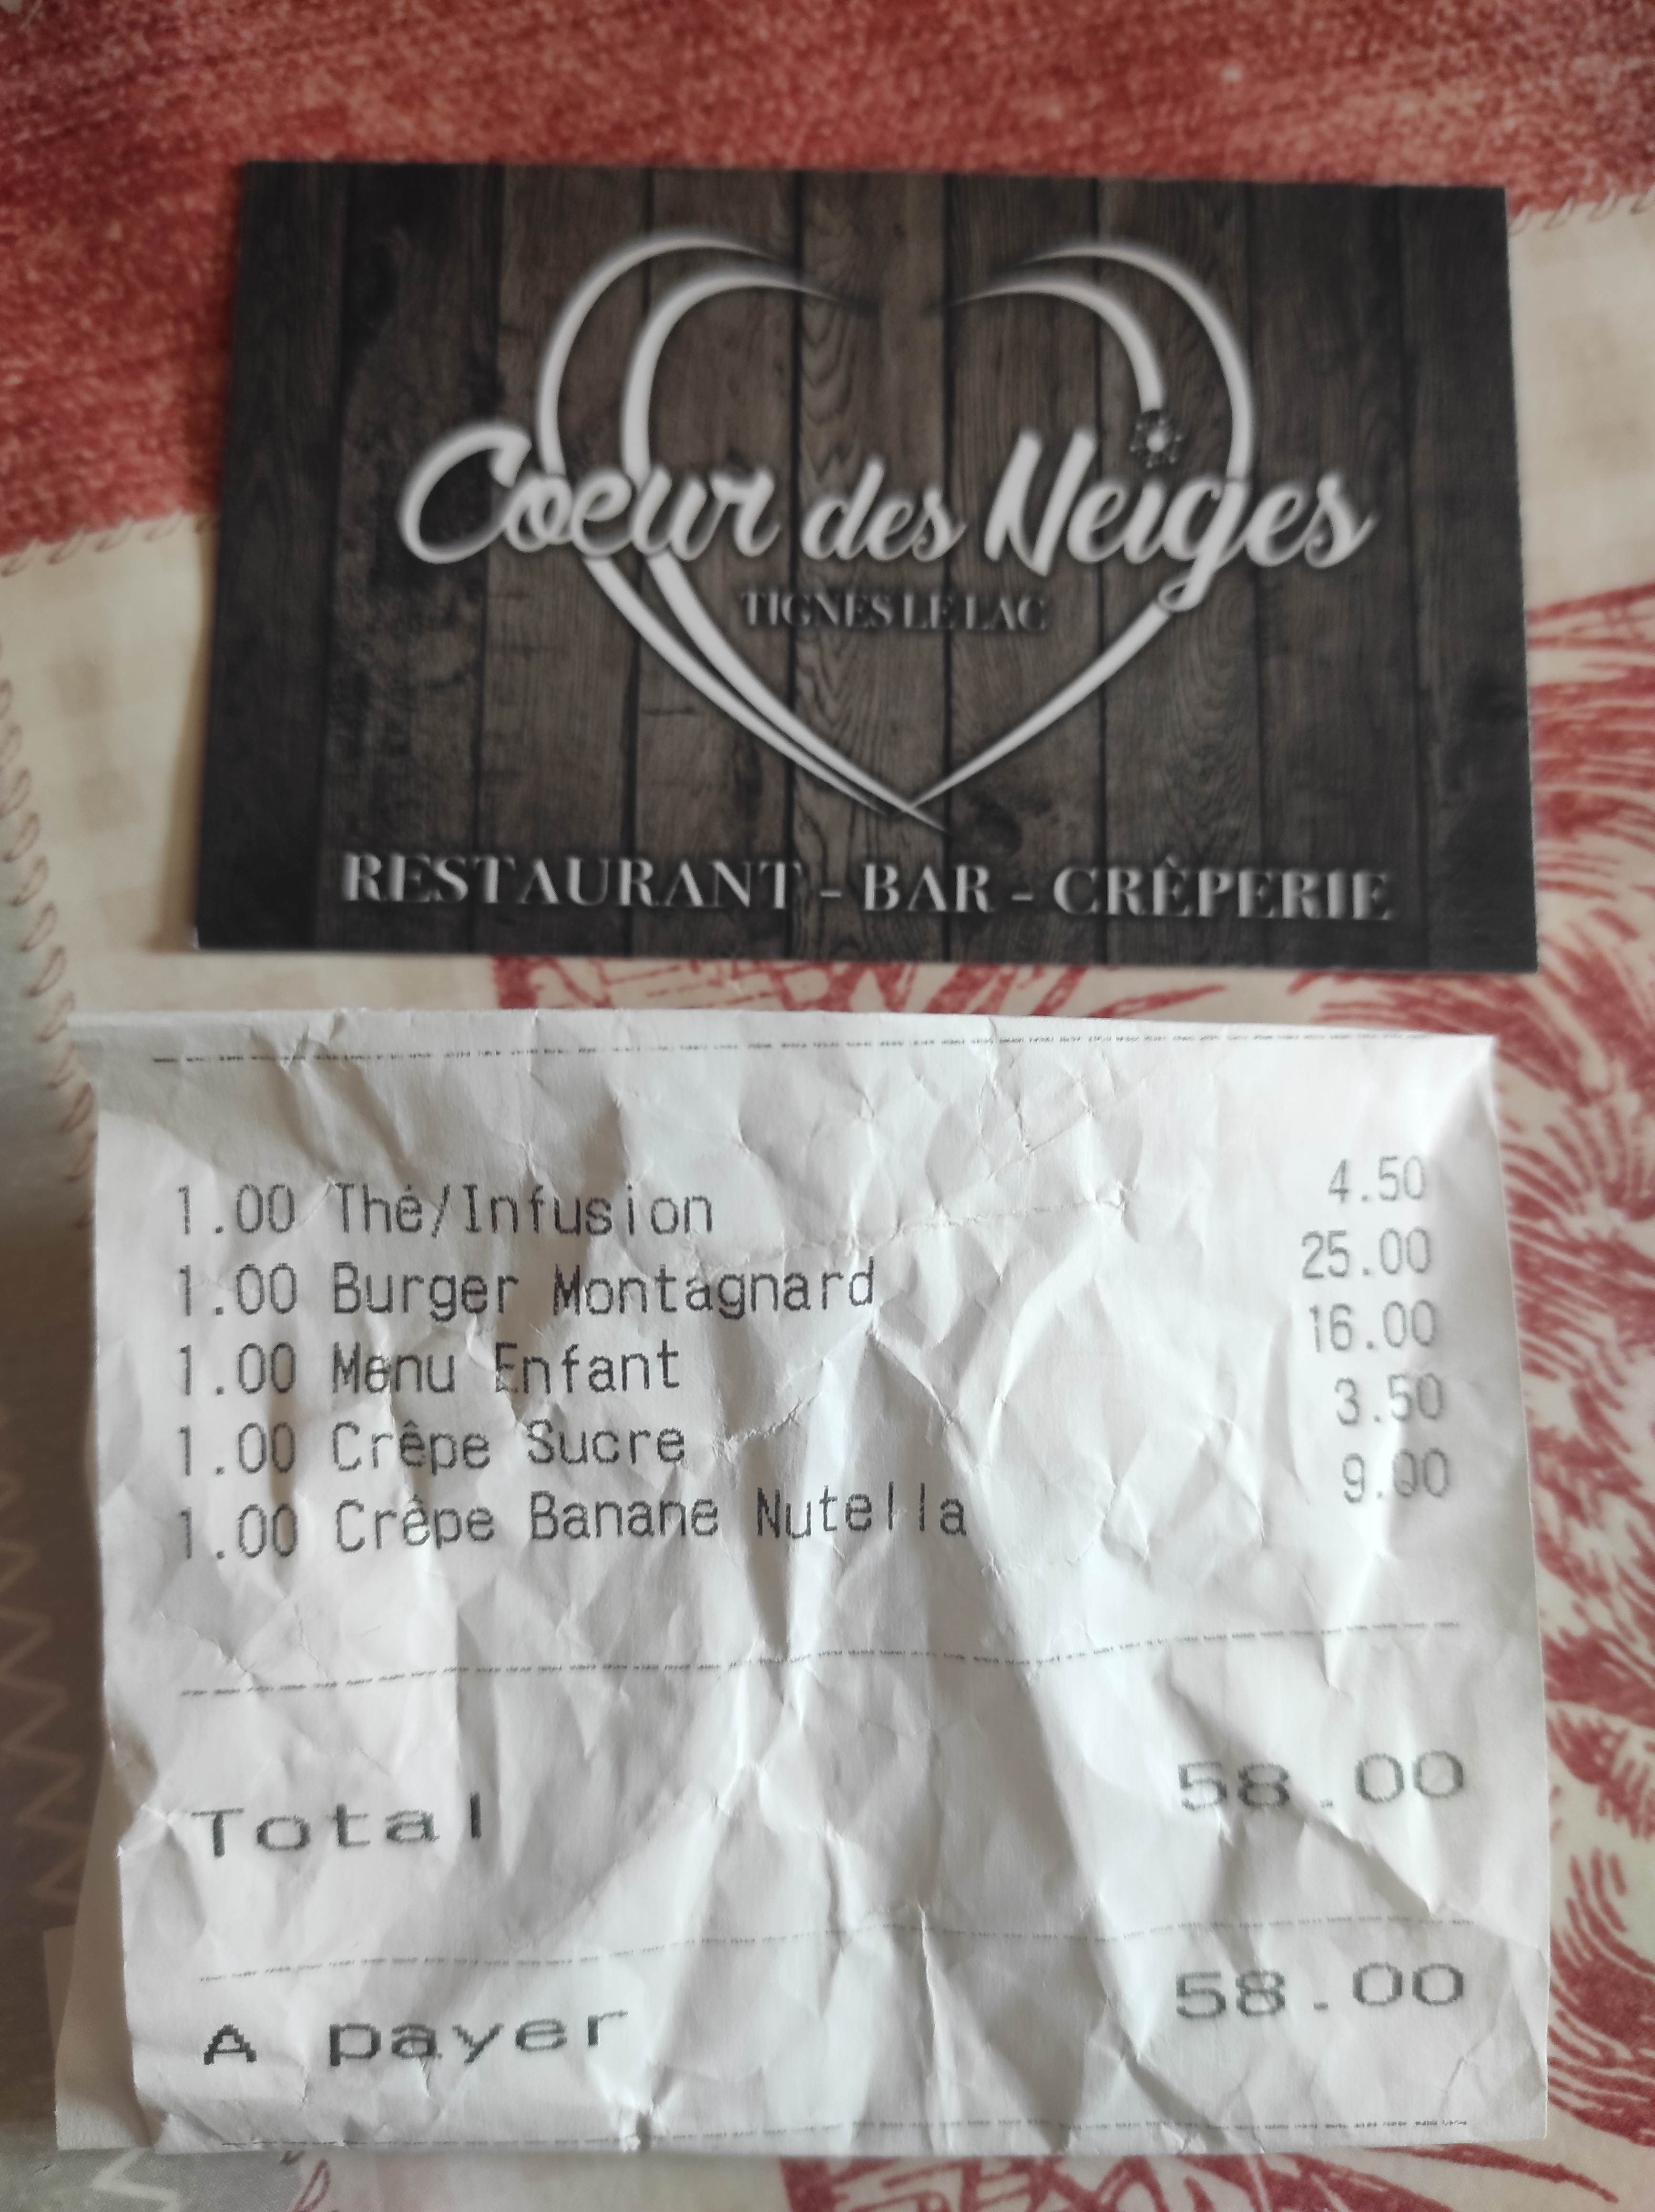 Coeur des Neiges
TIGNES LE LAC
RESTAURANT - BAR - CRÊPERIE
1.00 Thé/Infusion 4.50
1.00 Burger Montagnard 25.00
1.00 Menu Enfant 16.00
1.00 Crêpe Sucre 3.50
1.00 Crêpe Banane Nutella 9.00
Total 58.00
A payer 58.00